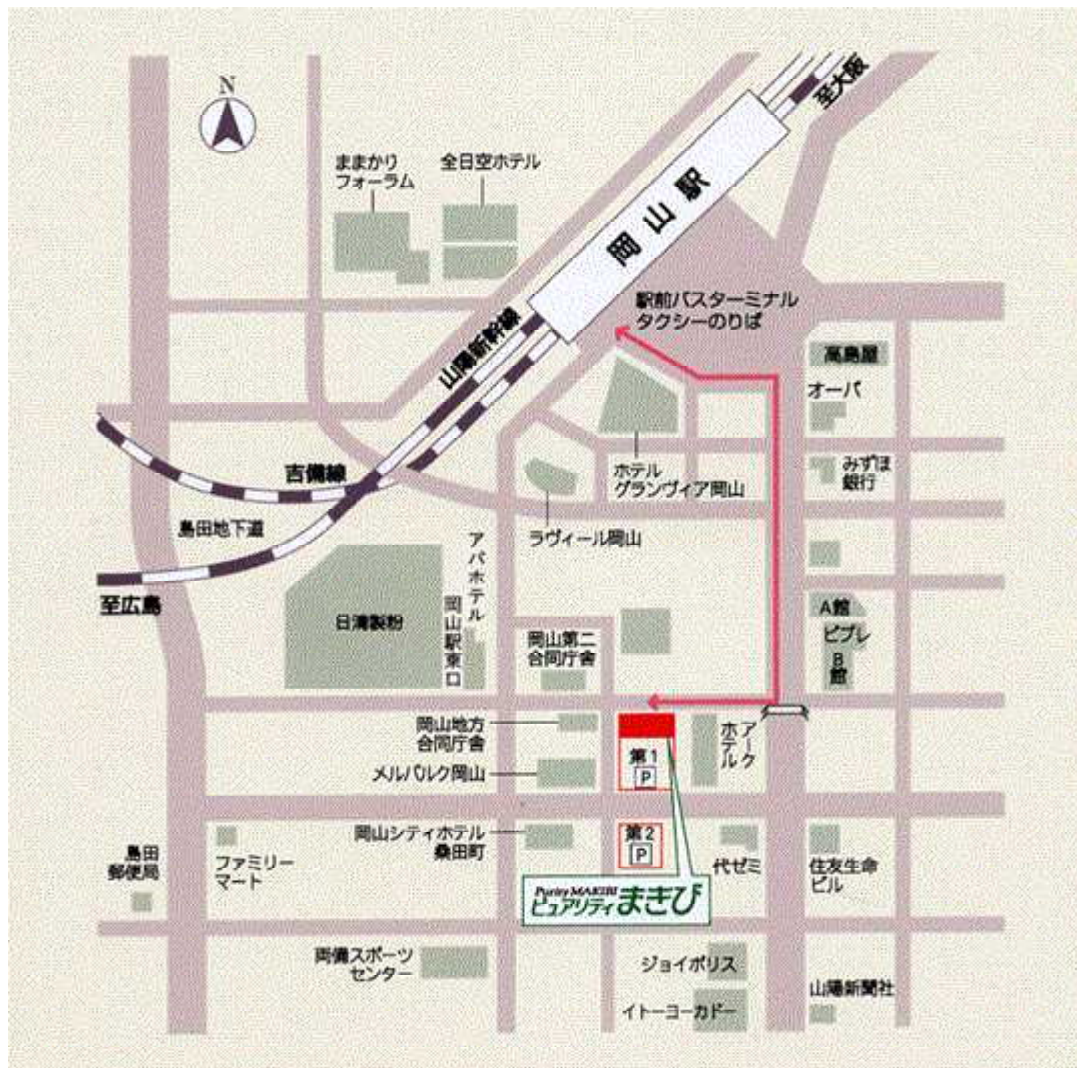 N
至大阪
ままかり
フォーラム
全日空ホテル
岡山駅
駅前バスターミナル
タクシーのりば
山陽新幹線
高島屋
オーパ
吉備線
ホテル
グランヴィア岡山
みずほ
銀行
島田地下道
ラヴィール岡山
至広島
日清製粉
アパホテル
岡山駅東口
岡山第二
合同庁舎
A館
ビブレ
B館
岡山地方
合同庁舎
アーク
ホテル
メルパルク岡山
第1
P
岡山シティホテル
桑田町
第2
P
島田
郵便局
ファミリー
マート
代ゼミ
住友生命
ビル
Purity MAKIBI
ピュアリティまきび
両備スポーツ
センター
ジョイポリス
イトーヨーカドー
山陽新聞社